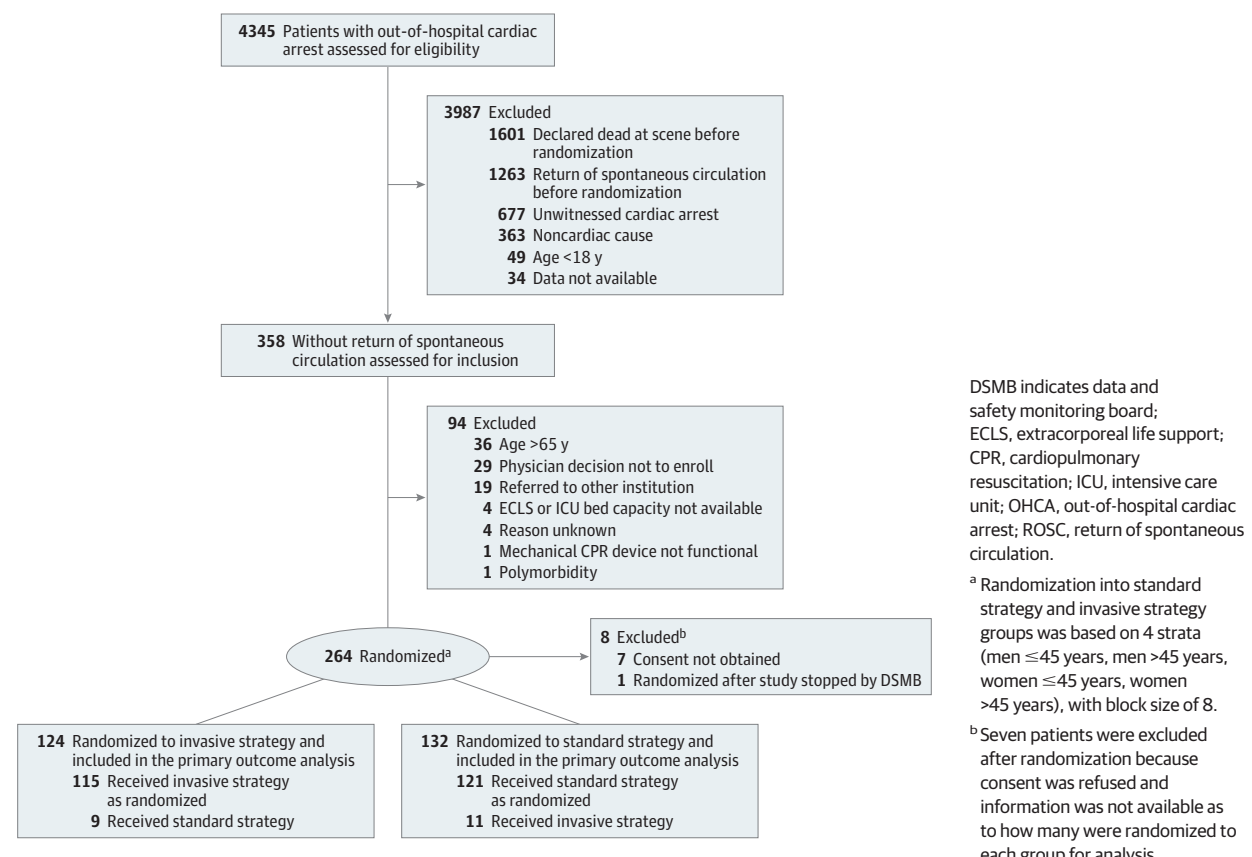 4345 Patients with out-of-hospital cardiac
arrest assessed for eligibility
3987 Excluded
1601 Declared dead at scene before
randomization
1263 Return of spontaneous circulation
before randomization
677 Unwitnessed cardiac arrest
363 Noncardiac cause
49 Age <18 y
34 Data not available
358 Without return of spontaneous
circulation assessed for inclusion
94 Excluded
36 Age >65 y
29 Physician decision not to enroll
19 Referred to other institution
4 ECLS or ICU bed capacity not available
4 Reason unknown
1 Mechanical CPR device not functional
1 Polymorbidity
264 Randomizedᵃ
8 Excludedᵇ
7 Consent not obtained
1 Randomized after study stopped by DSMB
124 Randomized to invasive strategy and
included in the primary outcome analysis
115 Received invasive strategy
as randomized
9 Received standard strategy
132 Randomized to standard strategy and
included in the primary outcome analysis
121 Received standard strategy
as randomized
11 Received invasive strategy
DSMB indicates data and
safety monitoring board;
ECLS, extracorporeal life support;
CPR, cardiopulmonary
resuscitation; ICU, intensive care
unit; OHCA, out-of-hospital cardiac
arrest; ROSC, return of spontaneous
circulation.
ᵃ Randomization into standard
strategy and invasive strategy
groups was based on 4 strata
(men ≤45 years, men >45 years,
women ≤45 years, women
>45 years), with block size of 8.
ᵇ Seven patients were excluded
after randomization because
consent was refused and
information was not available as
to how many were randomized to
each group for analysis